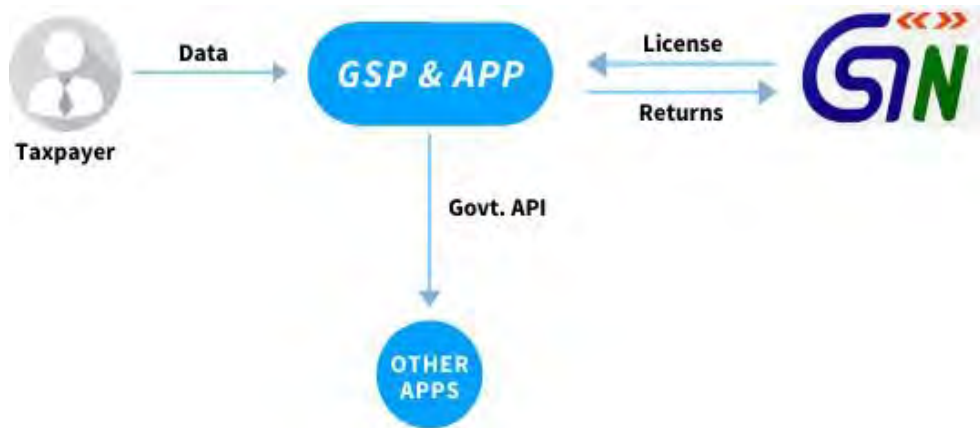 Data
GSP & APP
License
Returns
GSTN
Taxpayer
Govt. API
OTHER
APPS